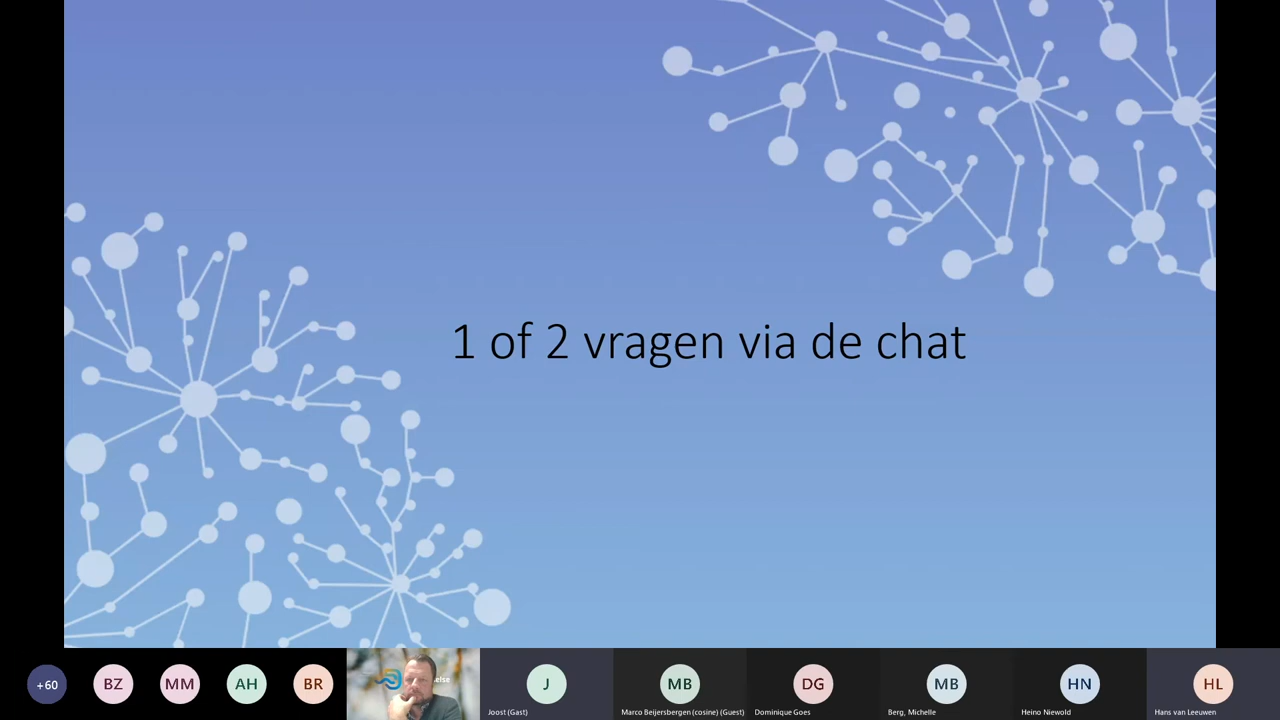 1 of 2 vragen via de chat
+60
BZ
MM
AH
BR
else
J
MB
DG
MB
HN
HL
Joost (Gast)
Marco Beijersbergen (cosine) (Guest)
Dominique Goes
Berg, Michelle
Heino Niewold
Hans van Leeuwen